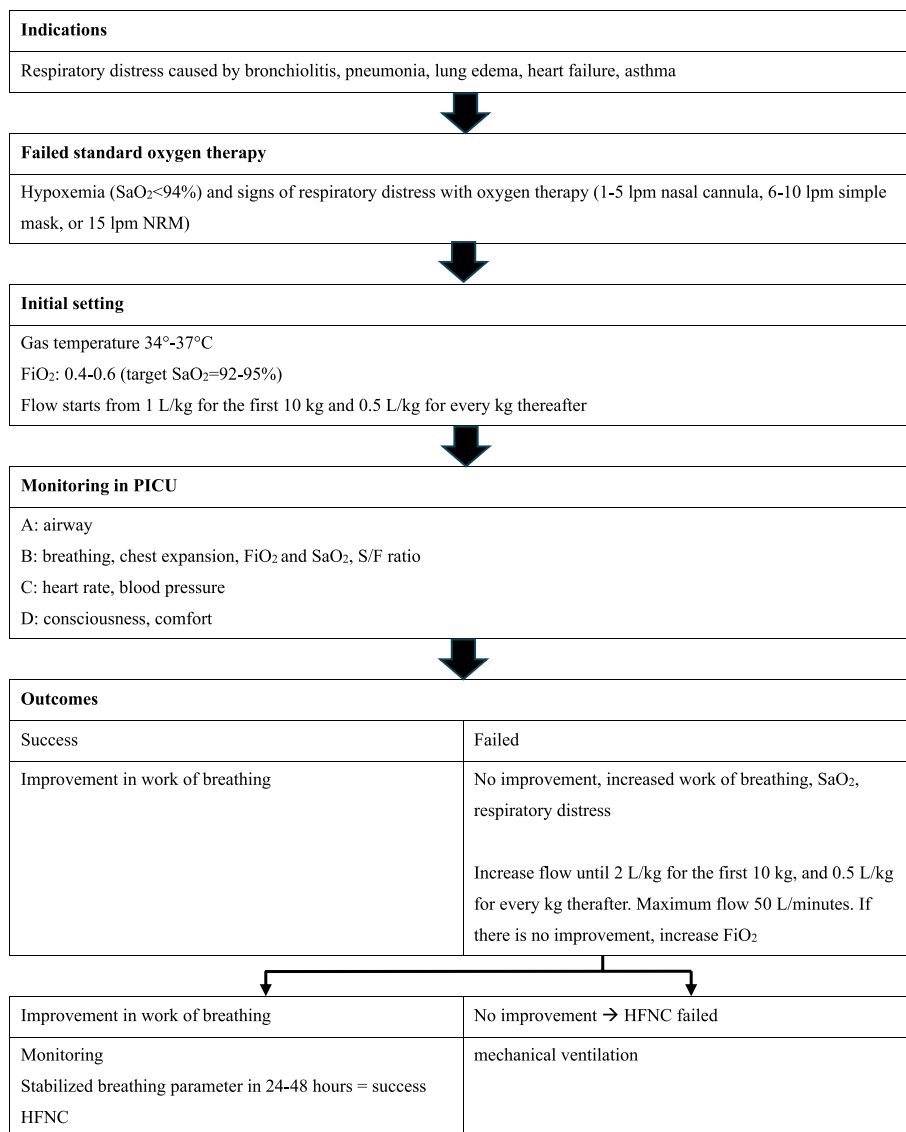 Indications
Respiratory distress caused by bronchiolitis, pneumonia, lung edema, heart failure, asthma
Failed standard oxygen therapy
Hypoxemia (SaO₂<94%) and signs of respiratory distress with oxygen therapy (1-5 lpm nasal cannula, 6-10 lpm simple
mask, or 15 lpm NRM)
Initial setting
Gas temperature 34°-37°C
FiO₂: 0.4-0.6 (target SaO₂=92-95%)
Flow starts from 1 L/kg for the first 10 kg and 0.5 L/kg for every kg thereafter
Monitoring in PICU
A: airway
B: breathing, chest expansion, FiO₂ and SaO₂, S/F ratio
C: heart rate, blood pressure
D: consciousness, comfort
Outcomes
Success
Failed
Improvement in work of breathing
No improvement, increased work of breathing, SaO₂,
respiratory distress
Increase flow until 2 L/kg for the first 10 kg, and 0.5 L/kg
for every kg therafter. Maximum flow 50 L/minutes. If
there is no improvement, increase FiO₂
Improvement in work of breathing
No improvement → HFNC failed
Monitoring
Stabilized breathing parameter in 24-48 hours = success
HFNC
mechanical ventilation